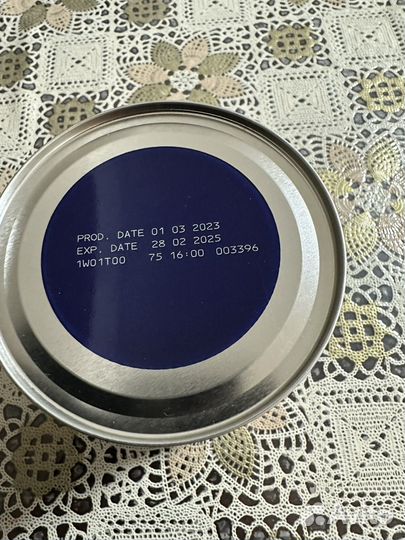 PROD. DATE 01 03 2023
EXP. DATE 28 02 2025
1W01T00 75 16:00 003396